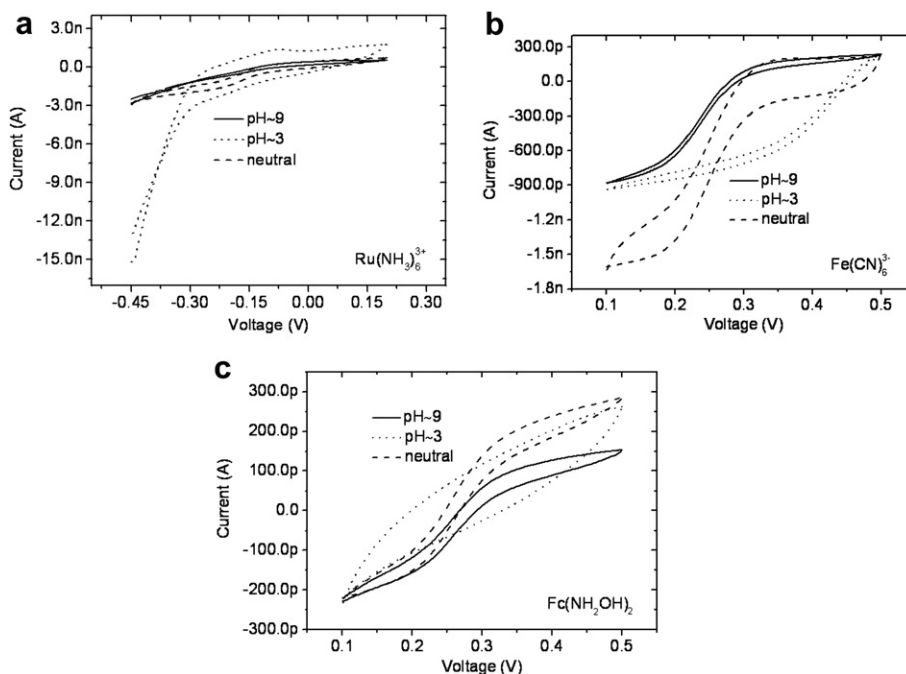 a
3.0n
0.0
-3.0n
-6.0n
-9.0n
-12.0n
-15.0n
Current (A)
pH~9
pH~3
neutral
Ru(NH₃)₆³⁺
-0.45 -0.30 -0.15 0.00 0.15 0.30
Voltage (V)
b
300.0p
0.0
-300.0p
-600.0p
-900.0p
-1.2n
-1.5n
-1.8n
Current (A)
pH~9
pH~3
neutral
Fe(CN)₆³⁻
0.1 0.2 0.3 0.4 0.5
Voltage (V)
c
300.0p
200.0p
100.0p
0.0
-100.0p
-200.0p
-300.0p
Current (A)
pH~9
pH~3
neutral
Fc(NH₂OH)₂
0.1 0.2 0.3 0.4 0.5
Voltage (V)